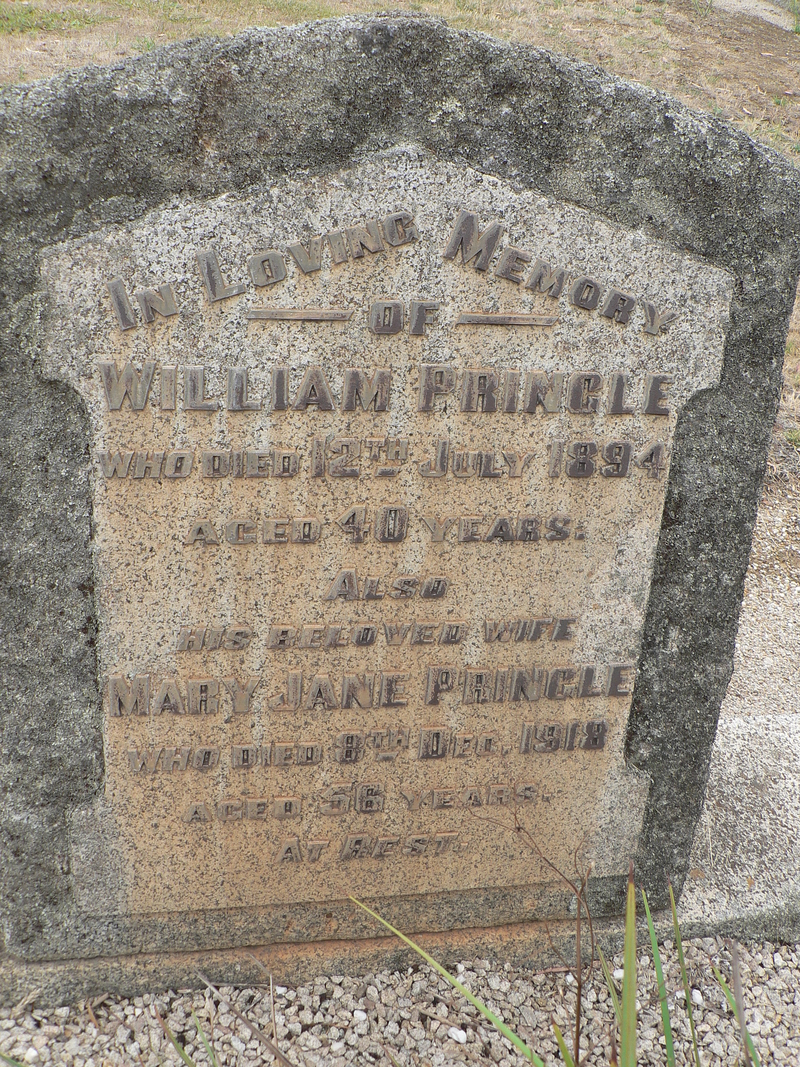 IN LOVING MEMORY
OF
WILLIAM PRINGLE
WHO DIED 12TH JULY 1894
AGED 40 YEARS:
ALSO
HIS BELOVED WIFE
MARY JANE PRINGLE
WHO DIED 8TH DEC. 1918
AGED 56 YEARS.
AT REST.